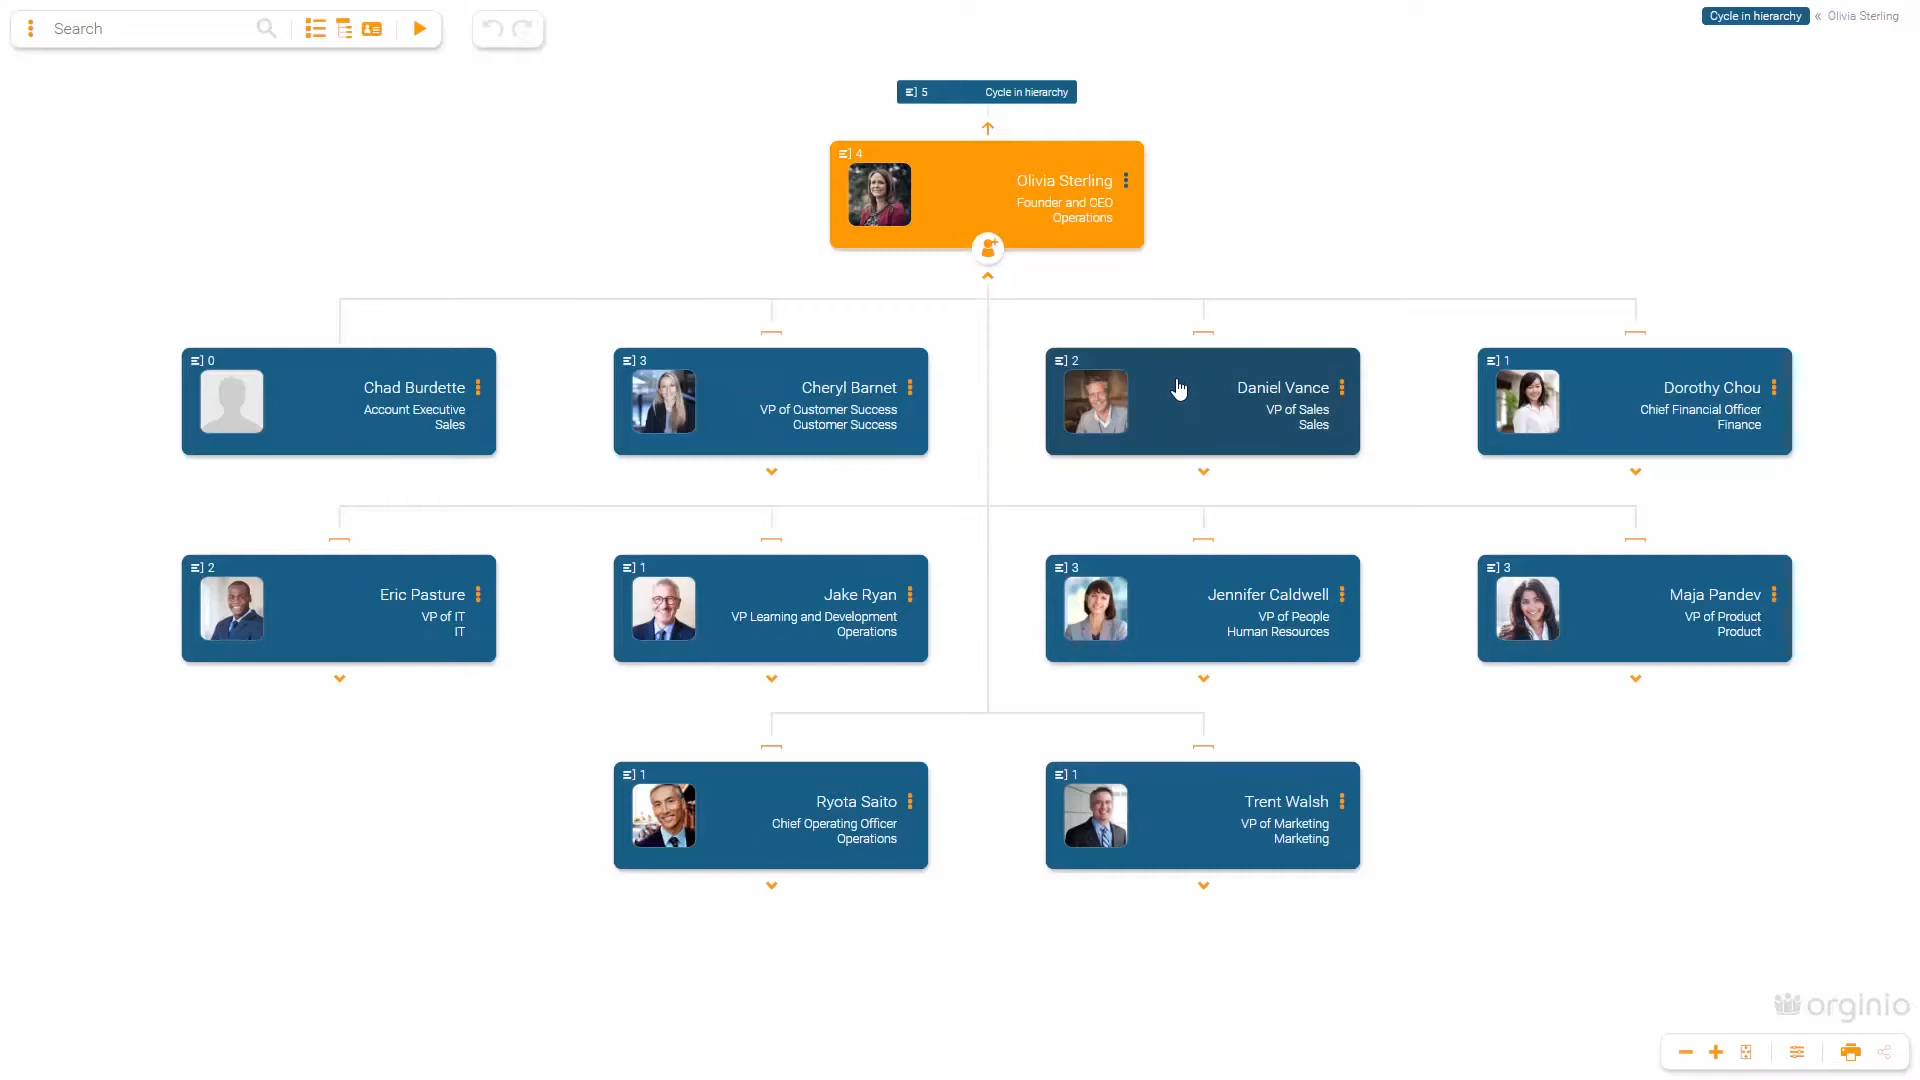 Search
Cycle in hierarchy « Olivia Sterling
5 Cycle in hierarchy
4
Olivia Sterling
Founder and CEO
Operations
0
Chad Burdette
Account Executive
Sales
3
Cheryl Barnet
VP of Customer Success
Customer Success
2
Daniel Vance
VP of Sales
Sales
1
Dorothy Chou
Chief Financial Officer
Finance
2
Eric Pasture
VP of IT
IT
1
Jake Ryan
VP Learning and Development
Operations
3
Jennifer Caldwell
VP of People
Human Resources
3
Maja Pandev
VP of Product
Product
1
Ryota Saito
Chief Operating Officer
Operations
1
Trent Walsh
VP of Marketing
Marketing
orginio